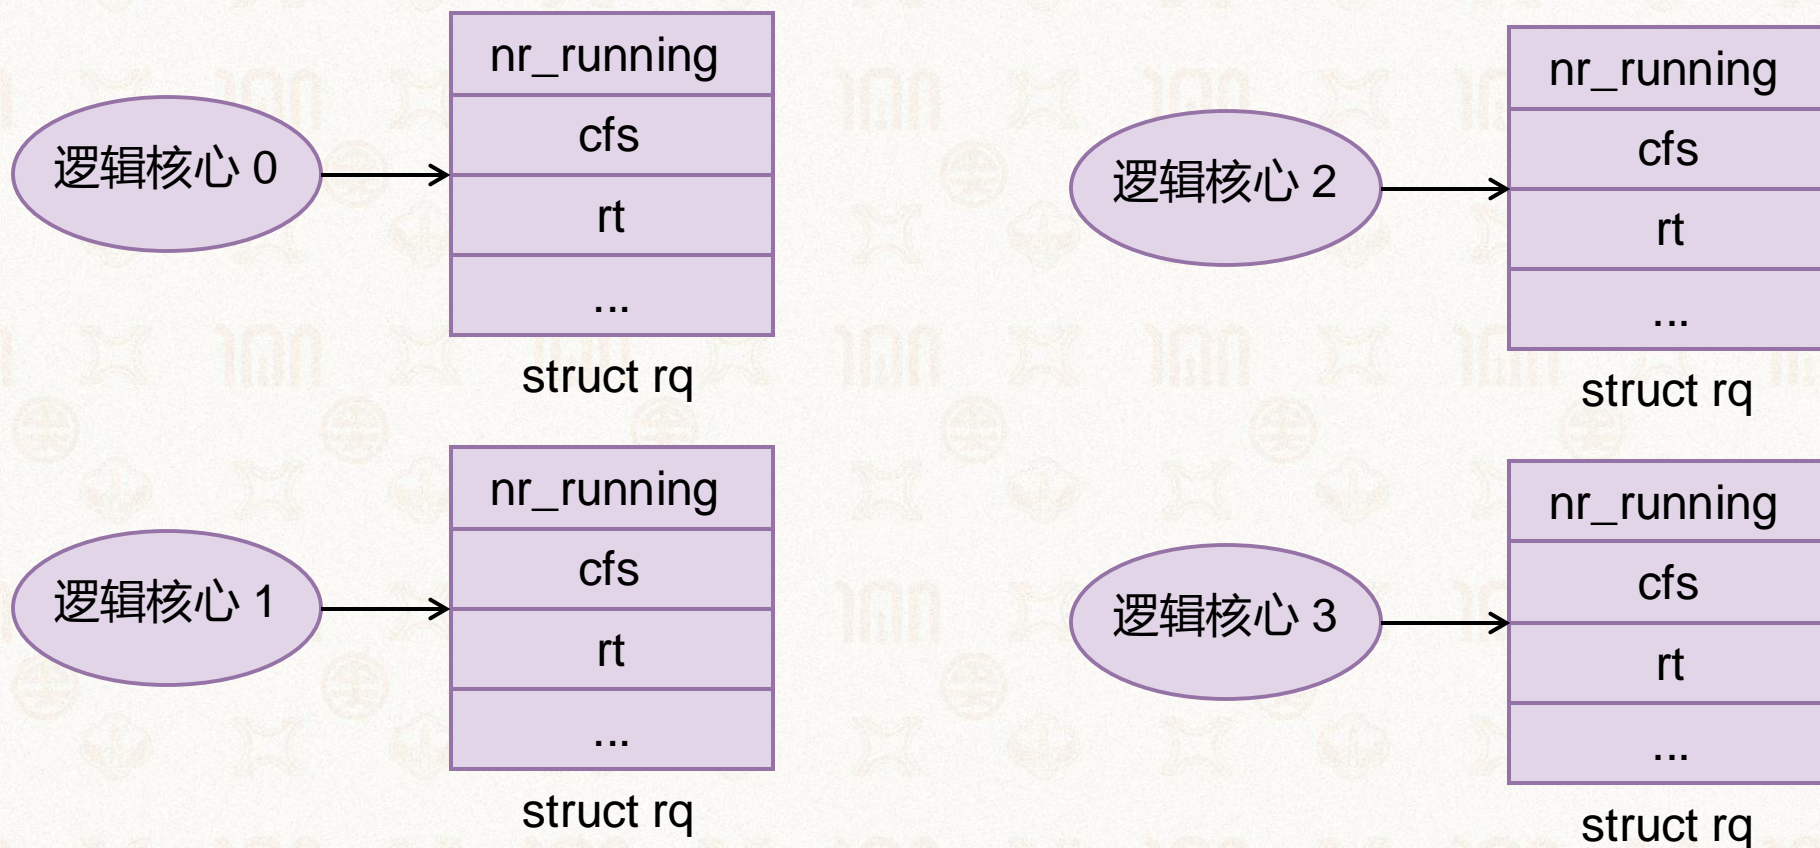 逻辑核心 0
nr_running
cfs
rt
...
struct rq
逻辑核心 1
nr_running
cfs
rt
...
struct rq
逻辑核心 2
nr_running
cfs
rt
...
struct rq
逻辑核心 3
nr_running
cfs
rt
...
struct rq